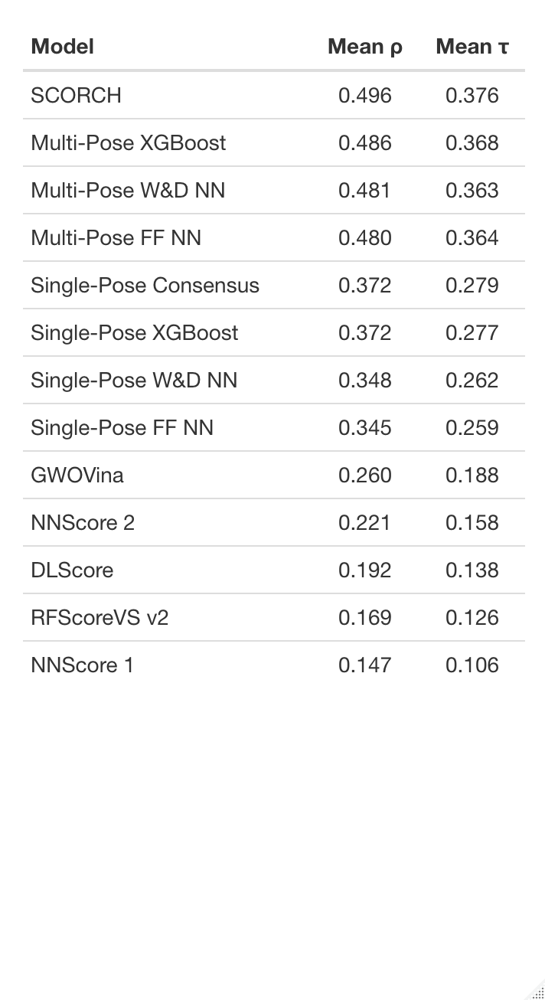 Model Mean ρ Mean τ
SCORCH 0.496 0.376
Multi-Pose XGBoost 0.486 0.368
Multi-Pose W&D NN 0.481 0.363
Multi-Pose FF NN 0.480 0.364
Single-Pose Consensus 0.372 0.279
Single-Pose XGBoost 0.372 0.277
Single-Pose W&D NN 0.348 0.262
Single-Pose FF NN 0.345 0.259
GWOVina 0.260 0.188
NNScore 2 0.221 0.158
DLScore 0.192 0.138
RFScoreVS v2 0.169 0.126
NNScore 1 0.147 0.106